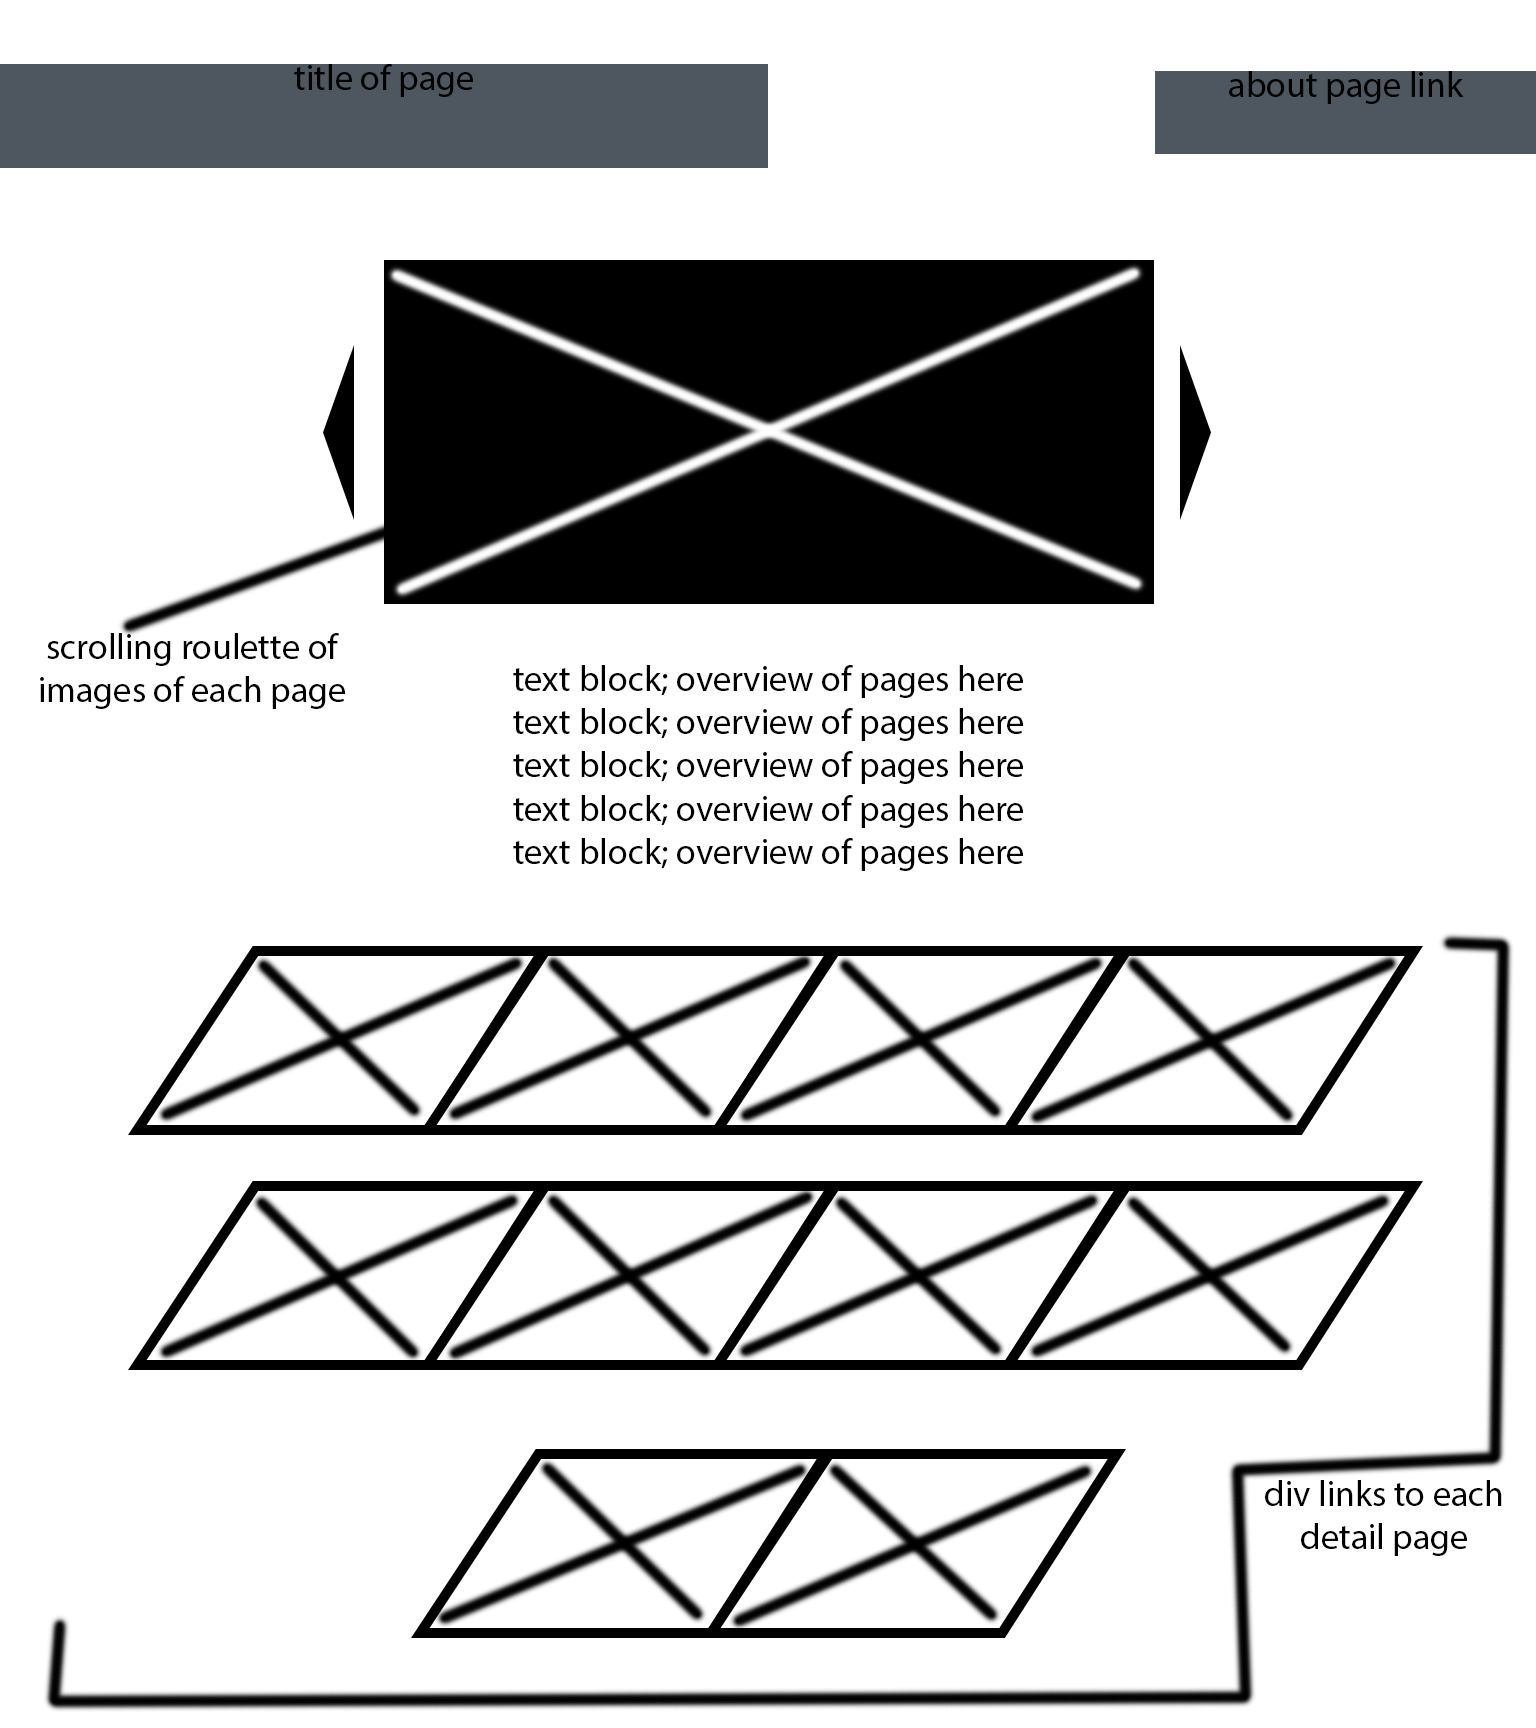 title of page
about page link
scrolling roulette of
images of each page
text block; overview of pages here
text block; overview of pages here
text block; overview of pages here
text block; overview of pages here
text block; overview of pages here
div links to each
detail page